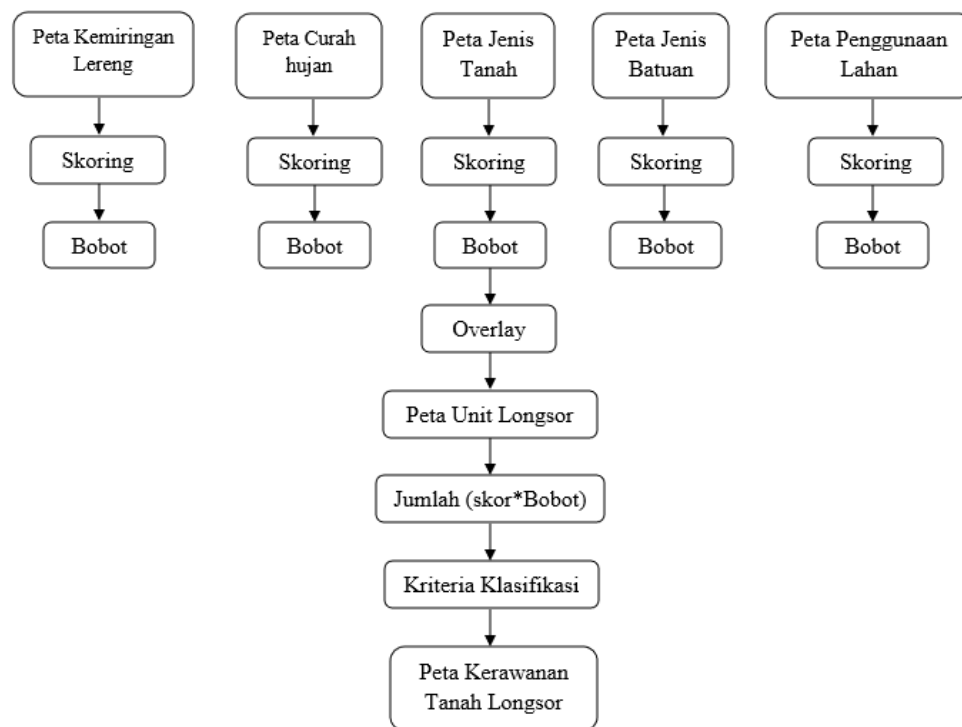 Peta Kemiringan
Lereng
Peta Curah
hujan
Peta Jenis
Tanah
Peta Jenis
Batuan
Peta Penggunaan
Lahan
Skoring
Skoring
Skoring
Skoring
Skoring
Bobot
Bobot
Bobot
Bobot
Bobot
Overlay
Peta Unit Longsor
Jumlah (skor*Bobot)
Kriteria Klasifikasi
Peta Kerawanan
Tanah Longsor